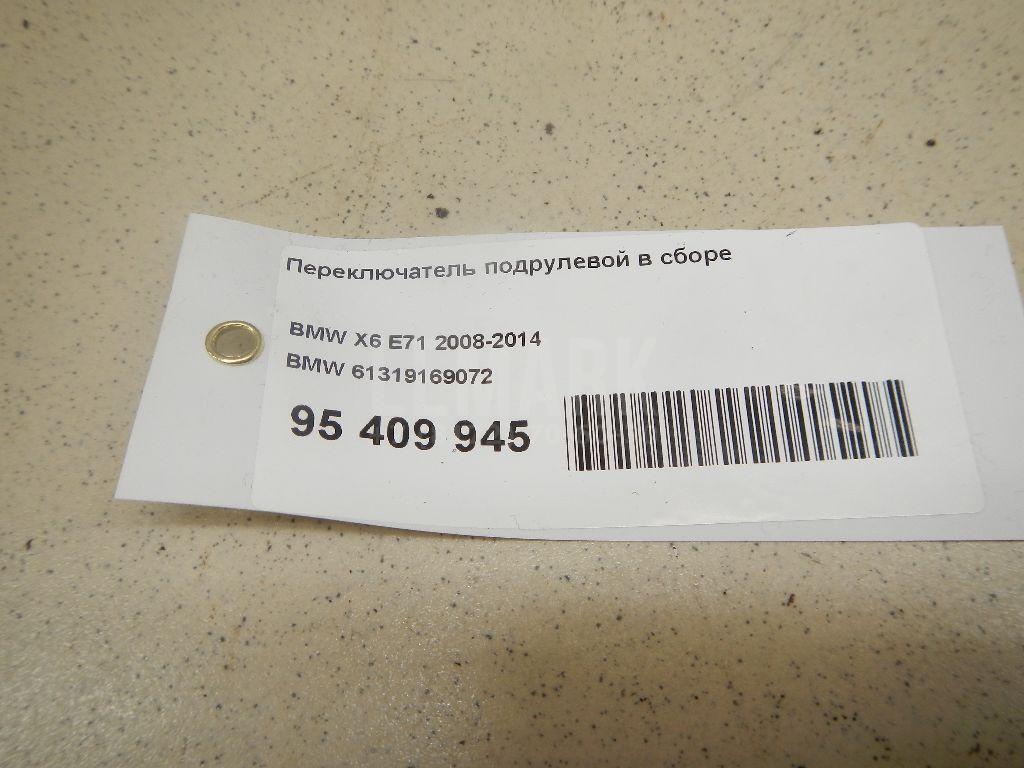 Переключатель подрулевой в сборе
BMW X6 E71 2008-2014
BMW 61319169072
95 409 945